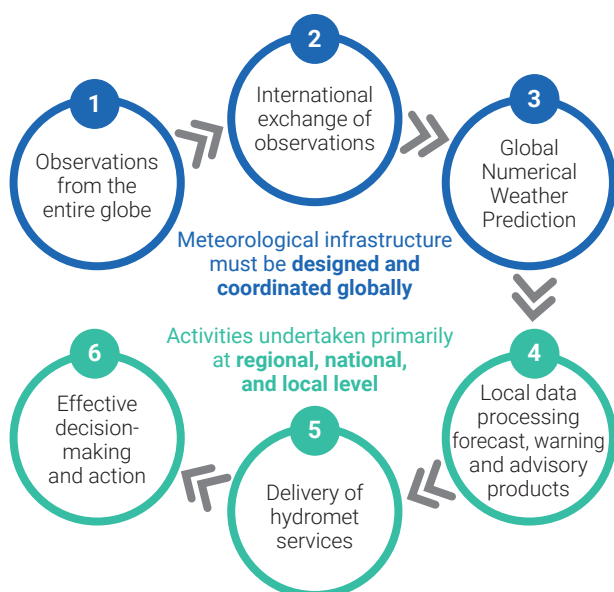 1
Observations
from the
entire globe
2
International
exchange of
observations
3
Global
Numerical
Weather
Prediction
Meteorological infrastructure
must be designed and
coordinated globally
Activities undertaken primarily
at regional, national,
and local level
4
Local data
processing
forecast, warning
and advisory
products
5
Delivery of
hydromet
services
6
Effective
decision-
making
and action